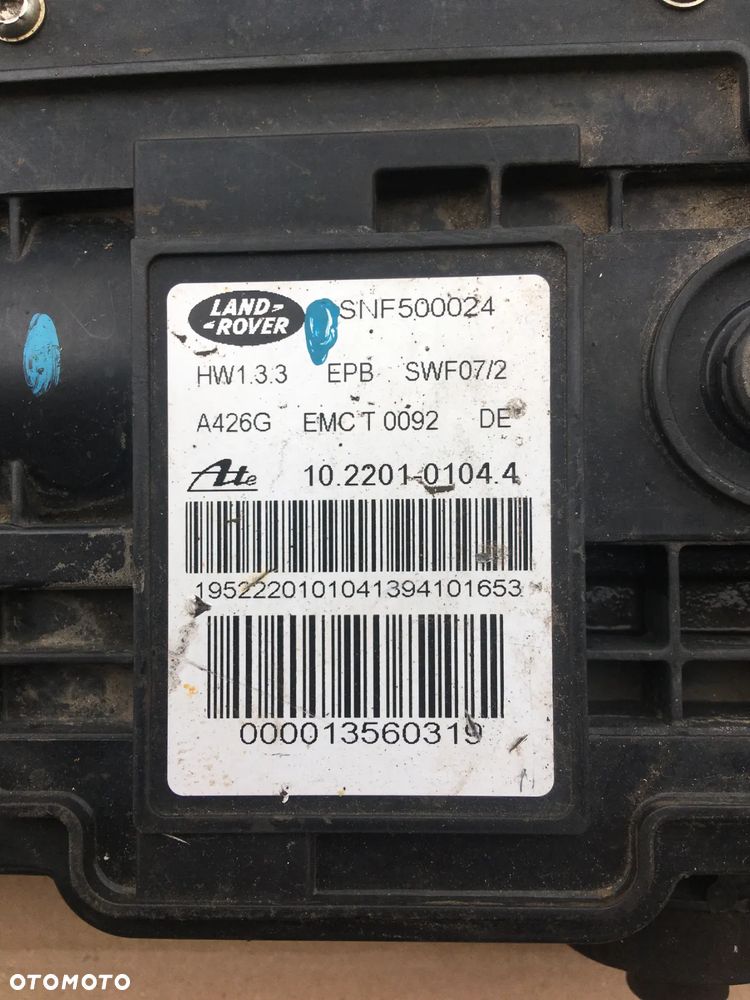 LAND-
-ROVER
SNF500024
HW1.3.3 EPB SWF07/2
A426G EMC T 0092 DE
Ate 10.2201-0104.4
1952220101041394101653
000013560319
OTOMOTO